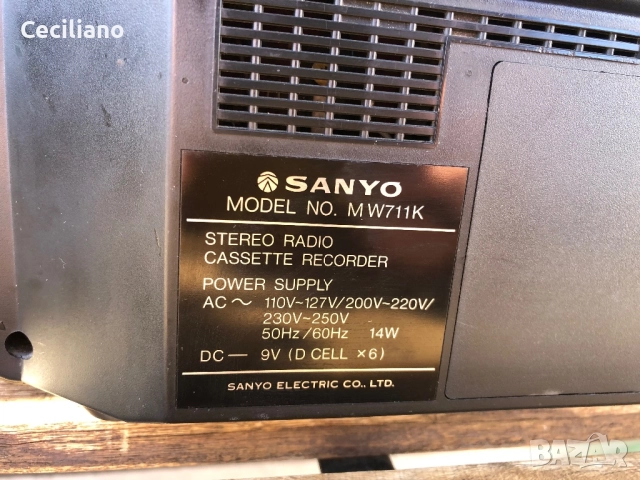 Ceciliano
SANYO
MODEL NO. MW711K
STEREO RADIO
CASSETTE RECORDER
POWER SUPPLY
AC ~ 110V~127V/200V~220V/
230V~250V
50Hz/60Hz 14W
DC — 9V (D CELL ×6)
SANYO ELECTRIC CO., LTD.
BAZAR